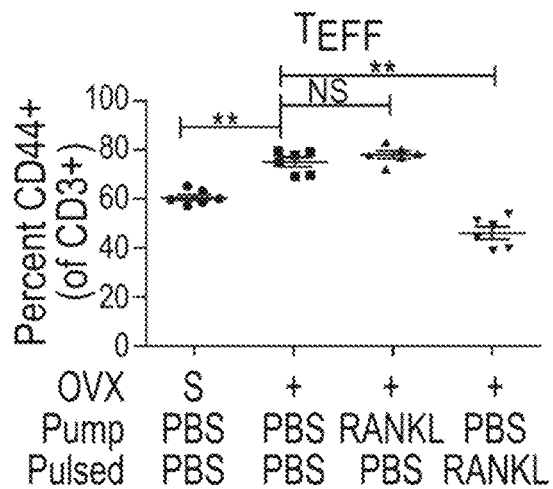 TEFF
**
NS
**
Percent CD44+
(of CD3+)
100
80
60
40
20
0
OVX S + + +
Pump PBS PBS RANKL PBS
Pulsed PBS PBS PBS RANKL